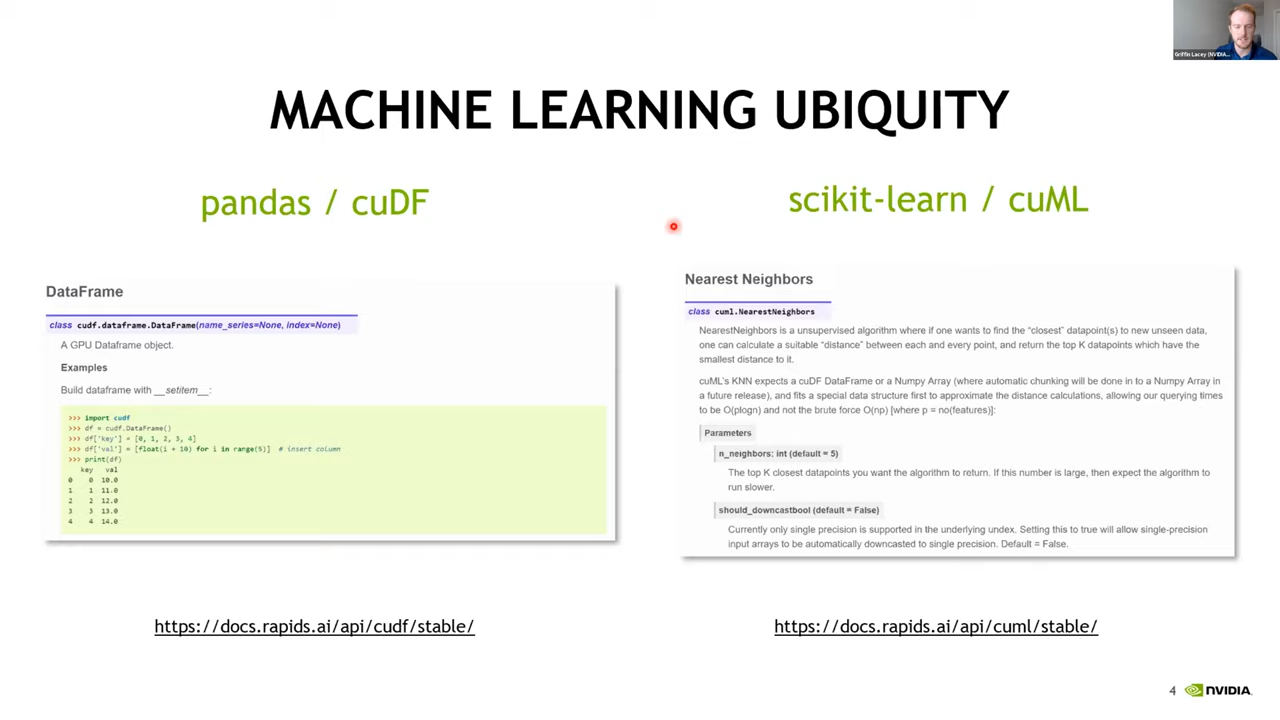 Griffin Lacey (NVIDIA...
MACHINE LEARNING UBIQUITY
pandas / cuDF
DataFrame
class cudf.dataframe.DataFrame(name_series=None, index=None)
A GPU Dataframe object.
Examples
Build dataframe with __setitem__:
>>> import cudf
>>> df = cudf.DataFrame()
>>> df['key'] = [0, 1, 2, 3, 4]
>>> df['val'] = [float(i + 10) for i in range(5)]  # insert column
>>> print(df)
key val
0 0 10.0
1 1 11.0
2 2 12.0
3 3 13.0
4 4 14.0
https://docs.rapids.ai/api/cudf/stable/
scikit-learn / cuML
Nearest Neighbors
class cuml.NearestNeighbors
NearestNeighbors is a unsupervised algorithm where if one wants to find the “closest” datapoint(s) to new unseen data,
one can calculate a suitable “distance” between each and every point, and return the top K datapoints which have the
smallest distance to it.
cuML's KNN expects a cuDF DataFrame or a Numpy Array (where automatic chunking will be done in to a Numpy Array in
a future release), and fits a special data structure first to approximate the distance calculations, allowing our querying times
to be O(plogn) and not the brute force O(np) [where p = no(features)]:
Parameters
n_neighbors: int (default = 5)
The top K closest datapoints you want the algorithm to return. If this number is large, then expect the algorithm to
run slower.
should_downcastbool (default = False)
Currently only single precision is supported in the underlying undex. Setting this to true will allow single-precision
input arrays to be automatically downcasted to single precision. Default = False.
https://docs.rapids.ai/api/cuml/stable/
4 NVIDIA.